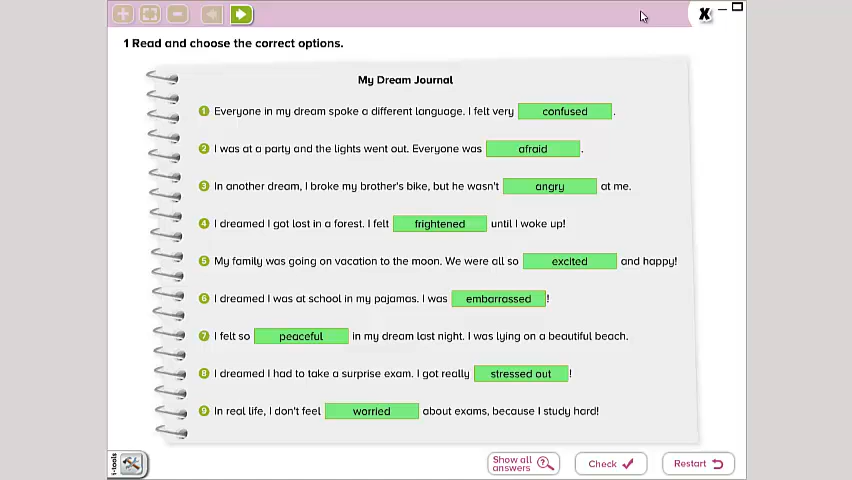 X
1 Read and choose the correct options.
My Dream Journal
1 Everyone in my dream spoke a different language. I felt very confused .
2 I was at a party and the lights went out. Everyone was afraid .
3 In another dream, I broke my brother's bike, but he wasn't angry at me.
4 I dreamed I got lost in a forest. I felt frightened until I woke up!
5 My family was going on vacation to the moon. We were all so excited and happy!
6 I dreamed I was at school in my pajamas. I was embarrassed !
7 I felt so peaceful in my dream last night. I was lying on a beautiful beach.
8 I dreamed I had to take a surprise exam. I got really stressed out !
9 In real life, I don't feel worried about exams, because I study hard!
i-tools
Show all
answers
Check
Restart